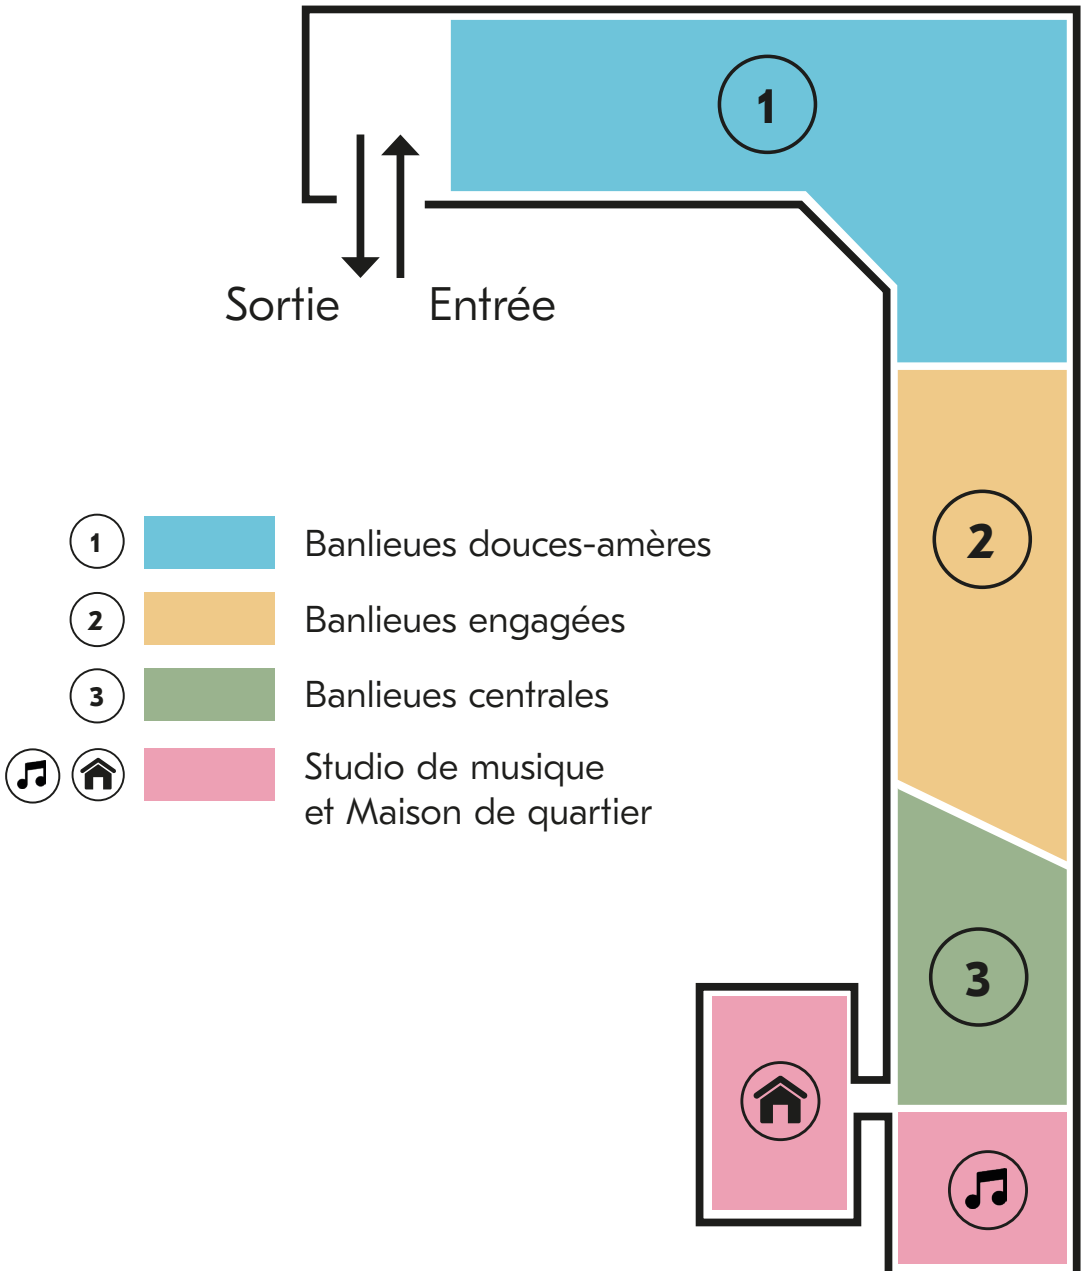 1
Sortie
Entrée
2
1 Banlieues douces-amères
2 Banlieues engagées
3 Banlieues centrales
Studio de musique
et Maison de quartier
3